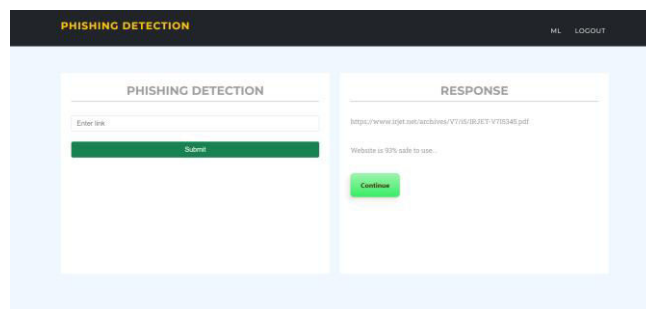 PHISHING DETECTION
ML LOGOUT
PHISHING DETECTION
Enter link
Submit
RESPONSE
https://www.irjet.net/archives/V7/i5/IRJET-V7I5345.pdf
Website is 93% safe to use...
Continue